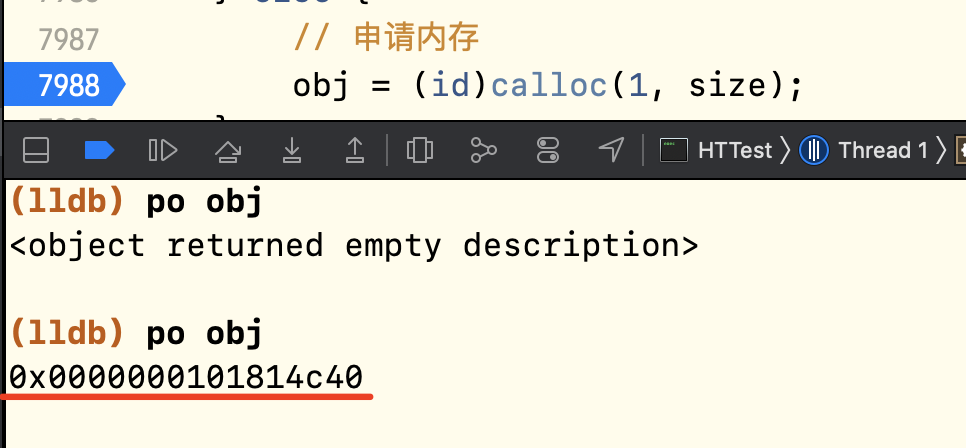 7987 // 申请内存
7988 obj = (id)calloc(1, size);
HTTest Thread 1
(lldb) po obj
<object returned empty description>
(lldb) po obj
0x0000000101814c40